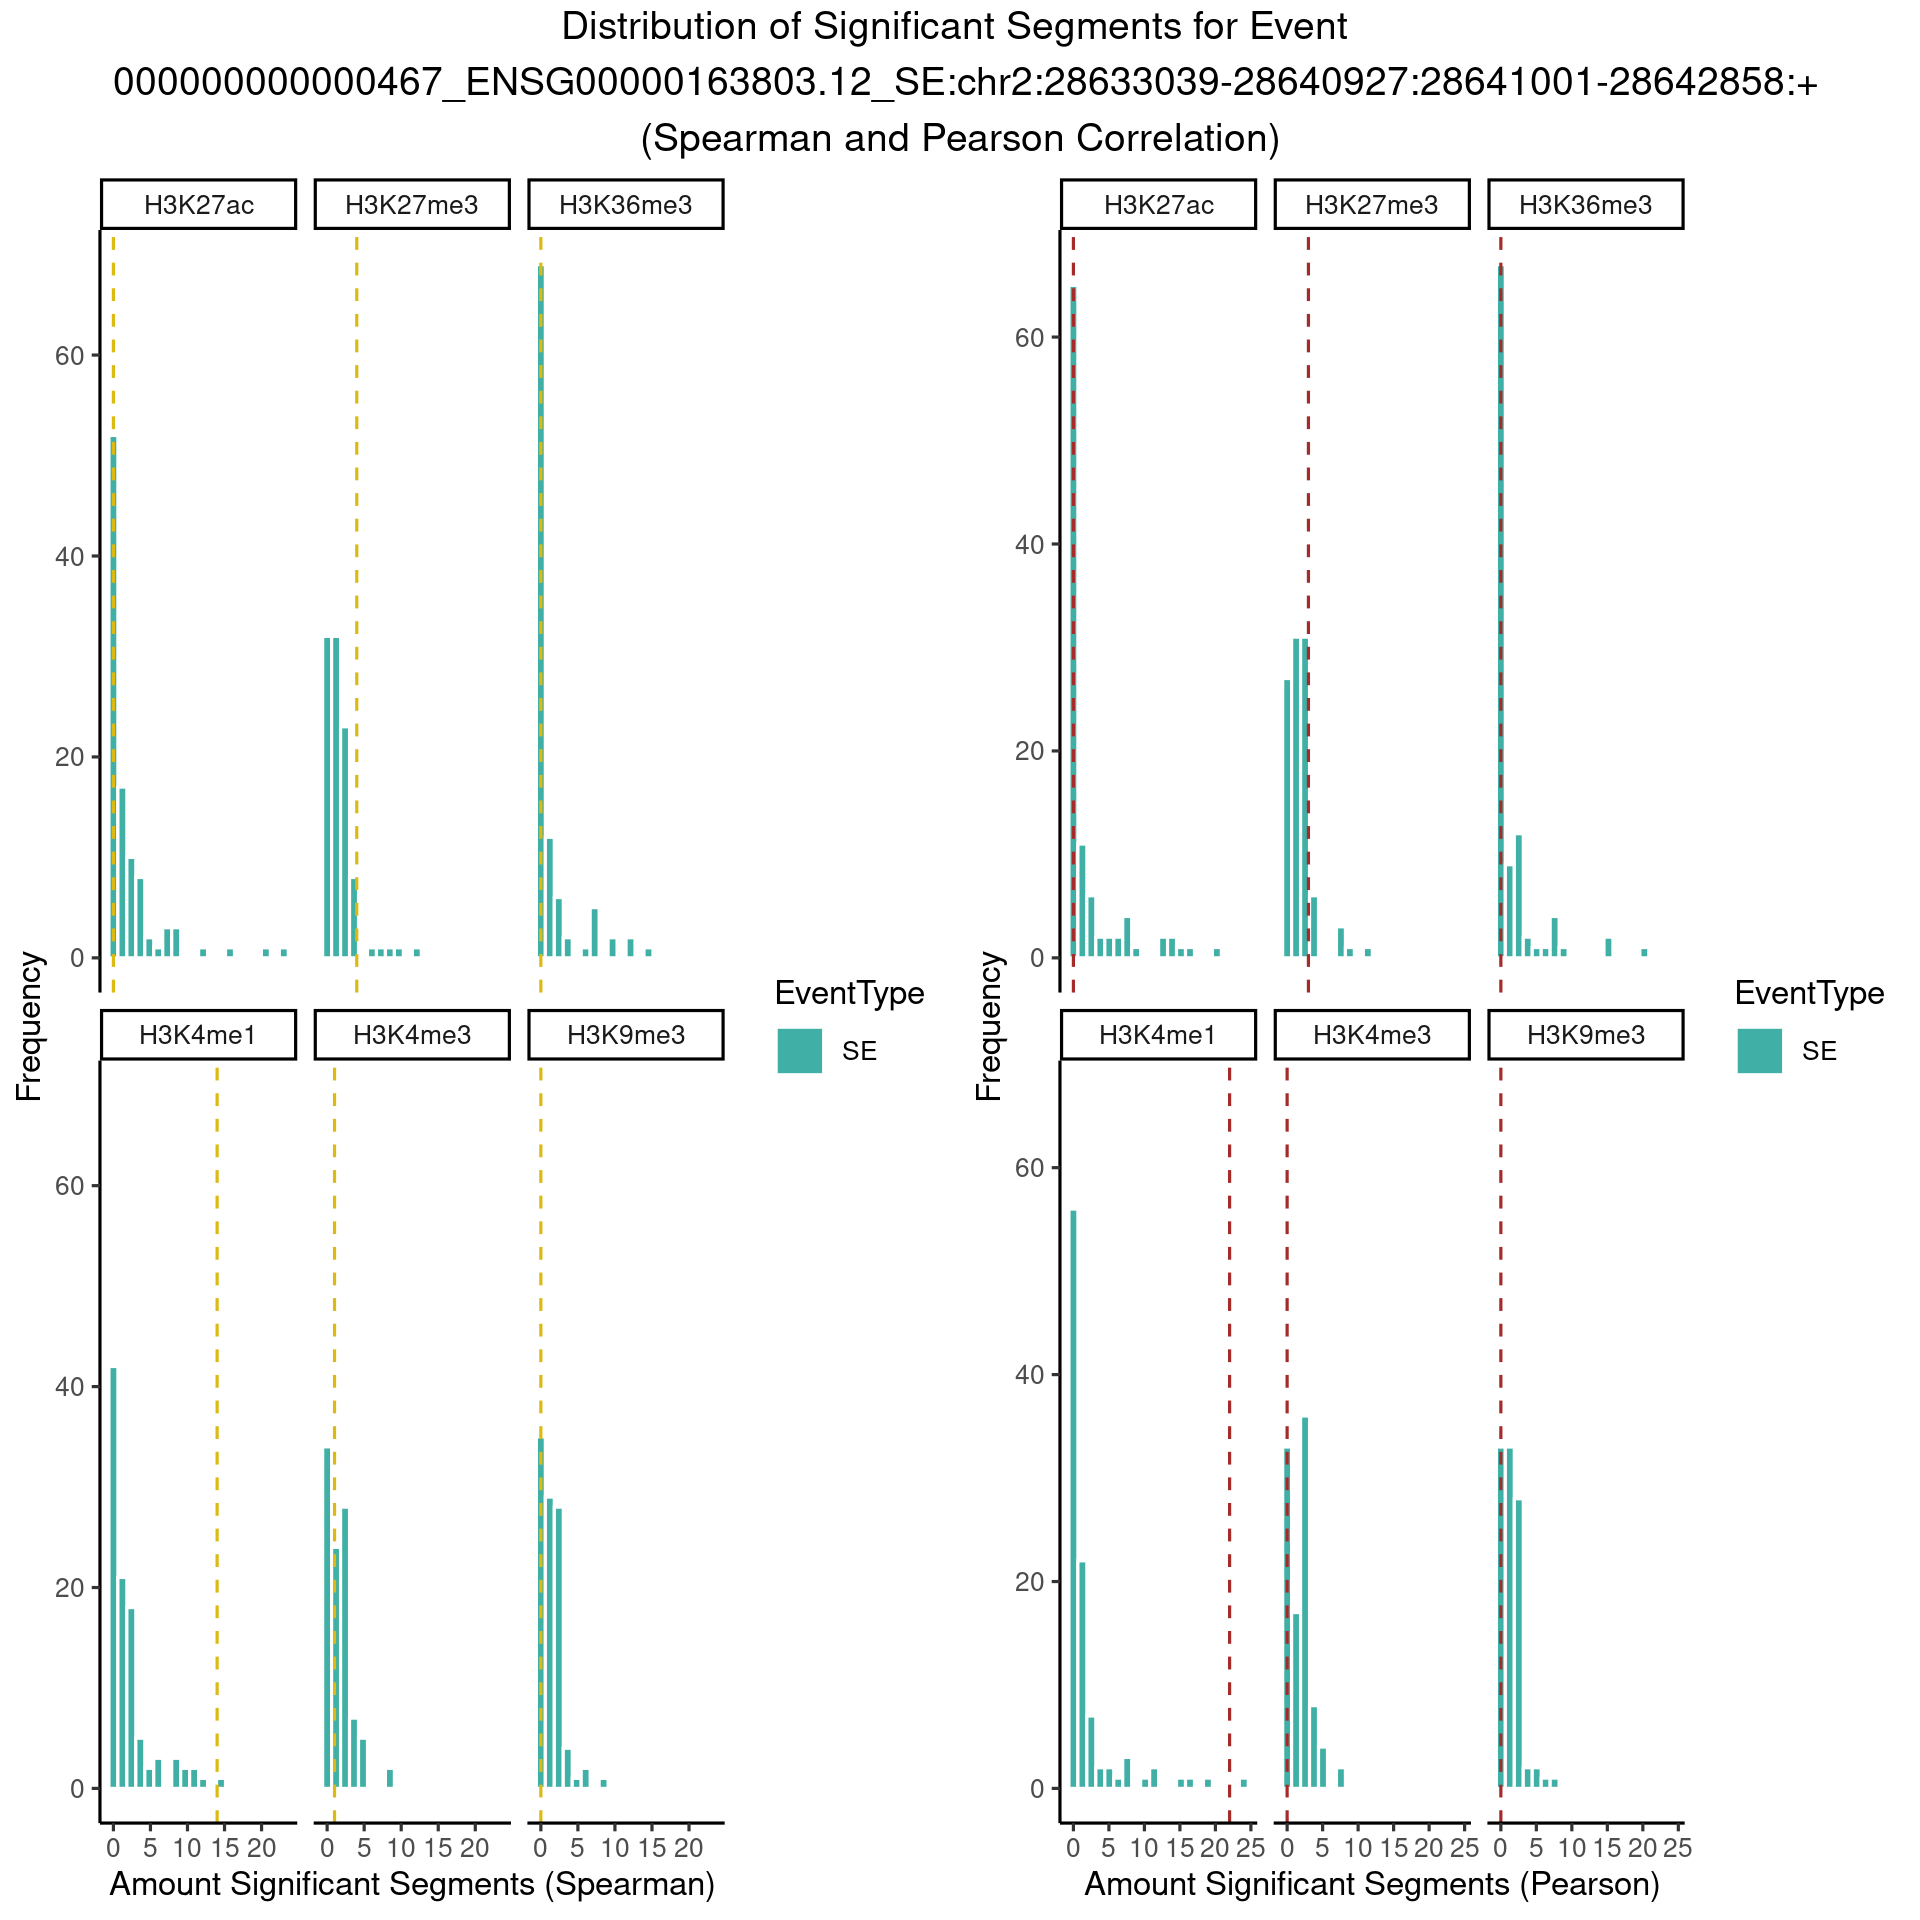 Distribution of Significant Segments for Event
000000000000467_ENSG00000163803.12_SE:chr2:28633039-28640927:28641001-28642858:+
(Spearman and Pearson Correlation)
H3K27ac H3K27me3 H3K36me3
60
40
20
0
H3K4me1 H3K4me3 H3K9me3
60
40
20
0
0 5 10 15 20 0 5 10 15 20 0 5 10 15 20
Frequency
Amount Significant Segments (Spearman)
EventType
SE
H3K27ac H3K27me3 H3K36me3
60
40
20
0
H3K4me1 H3K4me3 H3K9me3
60
40
20
0
0 5 10 15 20 25 0 5 10 15 20 25 0 5 10 15 20 25
Frequency
Amount Significant Segments (Pearson)
EventType
SE